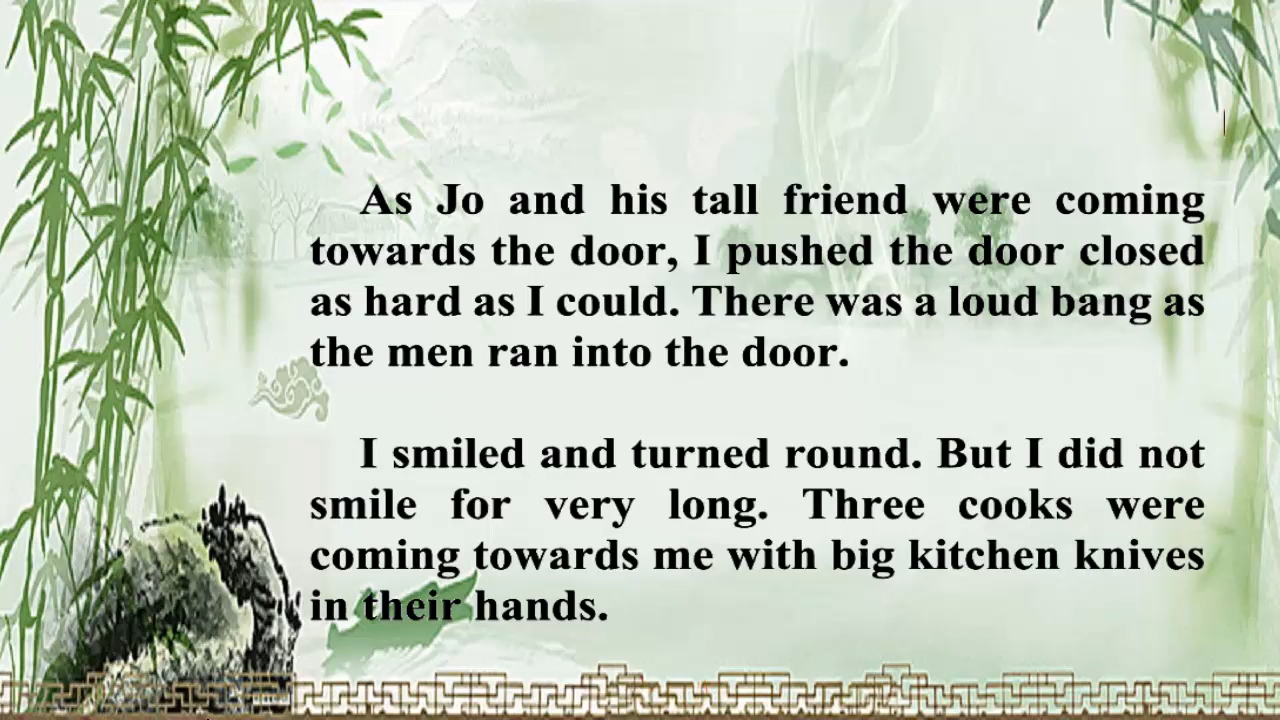 As Jo and his tall friend were coming
towards the door, I pushed the door closed
as hard as I could. There was a loud bang as
the men ran into the door.
I smiled and turned round. But I did not
smile for very long. Three cooks were
coming towards me with big kitchen knives
in their hands.